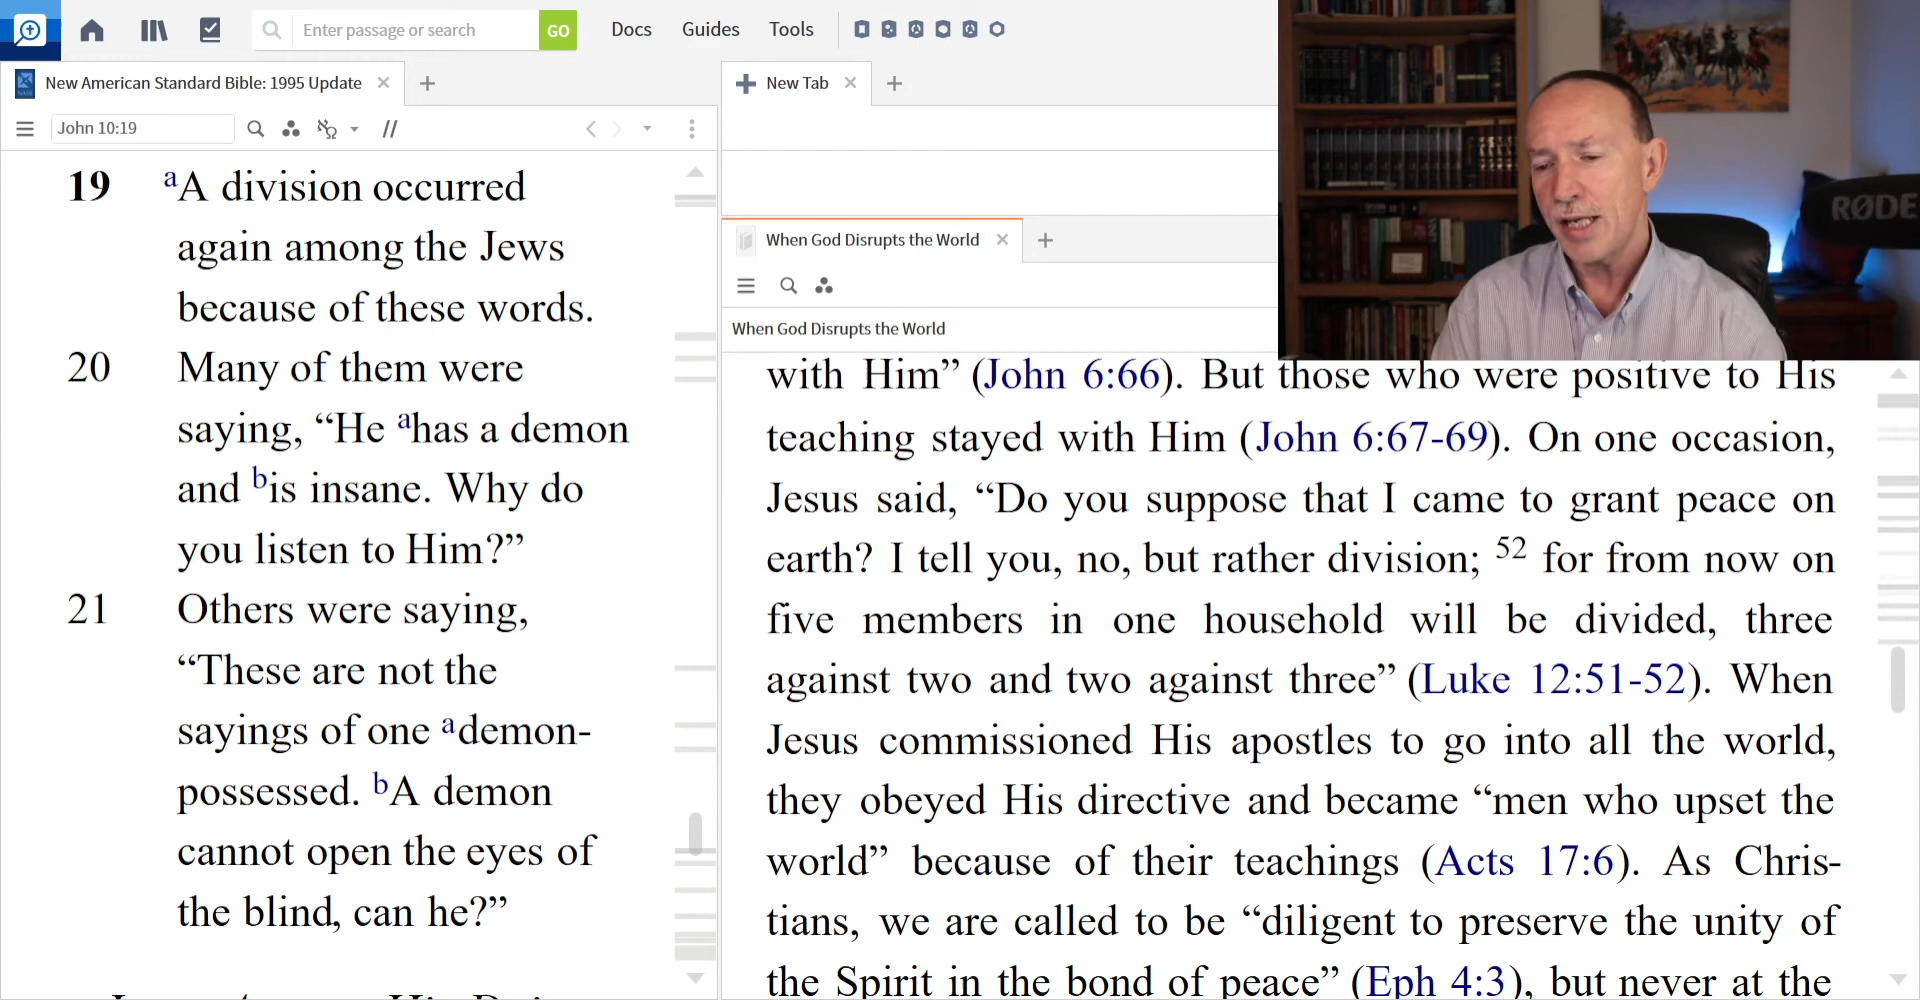 Enter passage or search
GO
Docs
Guides
Tools
New American Standard Bible: 1995 Update
John 10:19
19 aA division occurred
again among the Jews
because of these words.
20 Many of them were
saying, “He ahas a demon
and bis insane. Why do
you listen to Him?”
21 Others were saying,
“These are not the
sayings of one ademon-
possessed. bA demon
cannot open the eyes of
the blind, can he?”
New Tab
When God Disrupts the World
When God Disrupts the World
with Him” (John 6:66). But those who were positive to His
teaching stayed with Him (John 6:67-69). On one occasion,
Jesus said, “Do you suppose that I came to grant peace on
earth? I tell you, no, but rather division; 52 for from now on
five members in one household will be divided, three
against two and two against three” (Luke 12:51-52). When
Jesus commissioned His apostles to go into all the world,
they obeyed His directive and became “men who upset the
world” because of their teachings (Acts 17:6). As Chris-
tians, we are called to be “diligent to preserve the unity of
the Spirit in the bond of peace” (Eph 4:3), but never at the
RØDE